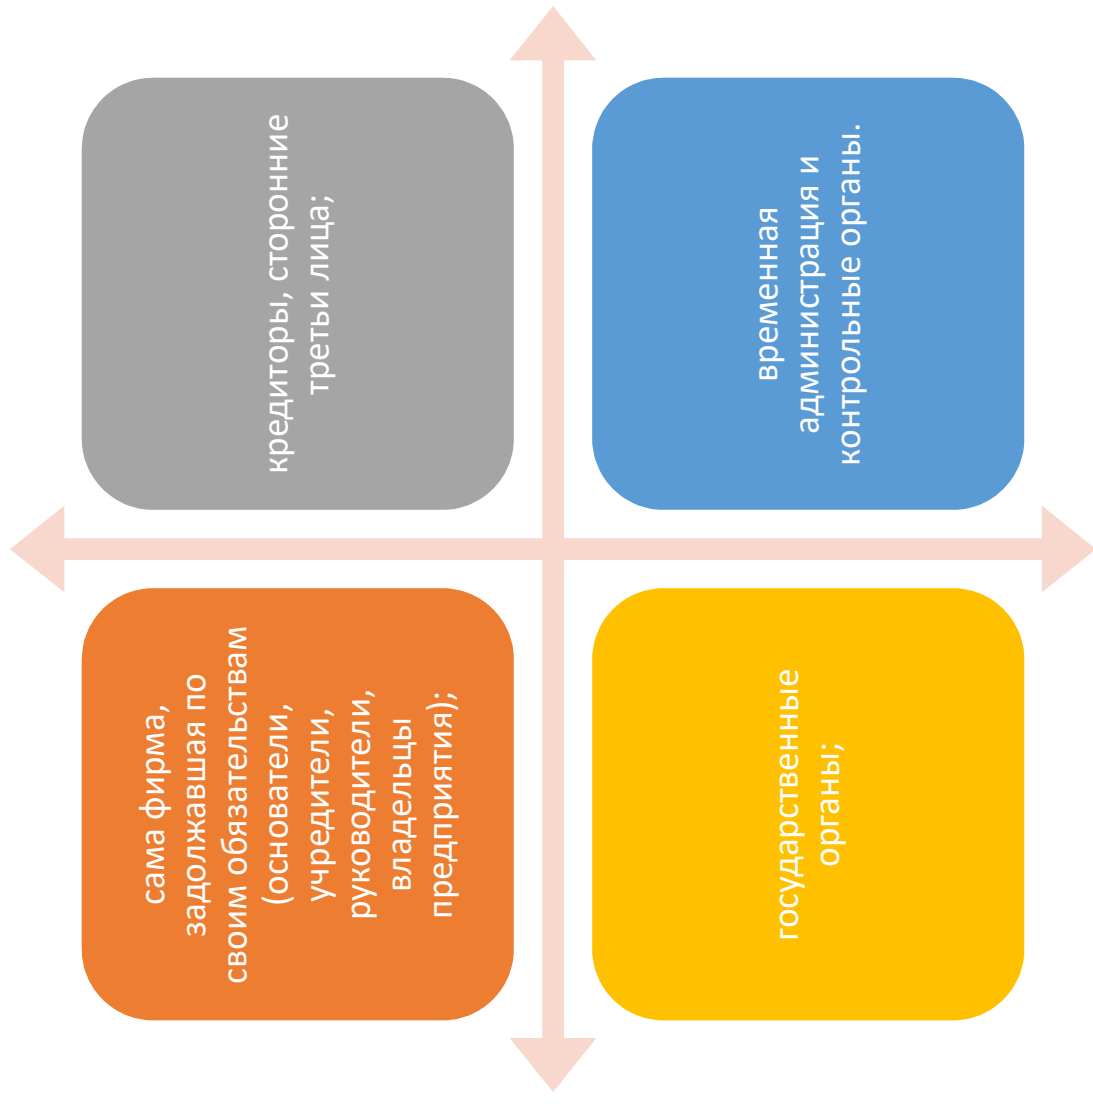 сама фирма,
задолжавшая по
своим обязательствам
(основатели,
учредители,
руководители,
владельцы
предприятия);
кредиторы, сторонние
третьи лица;
государственные
органы;
временная
администрация и
контрольные органы.